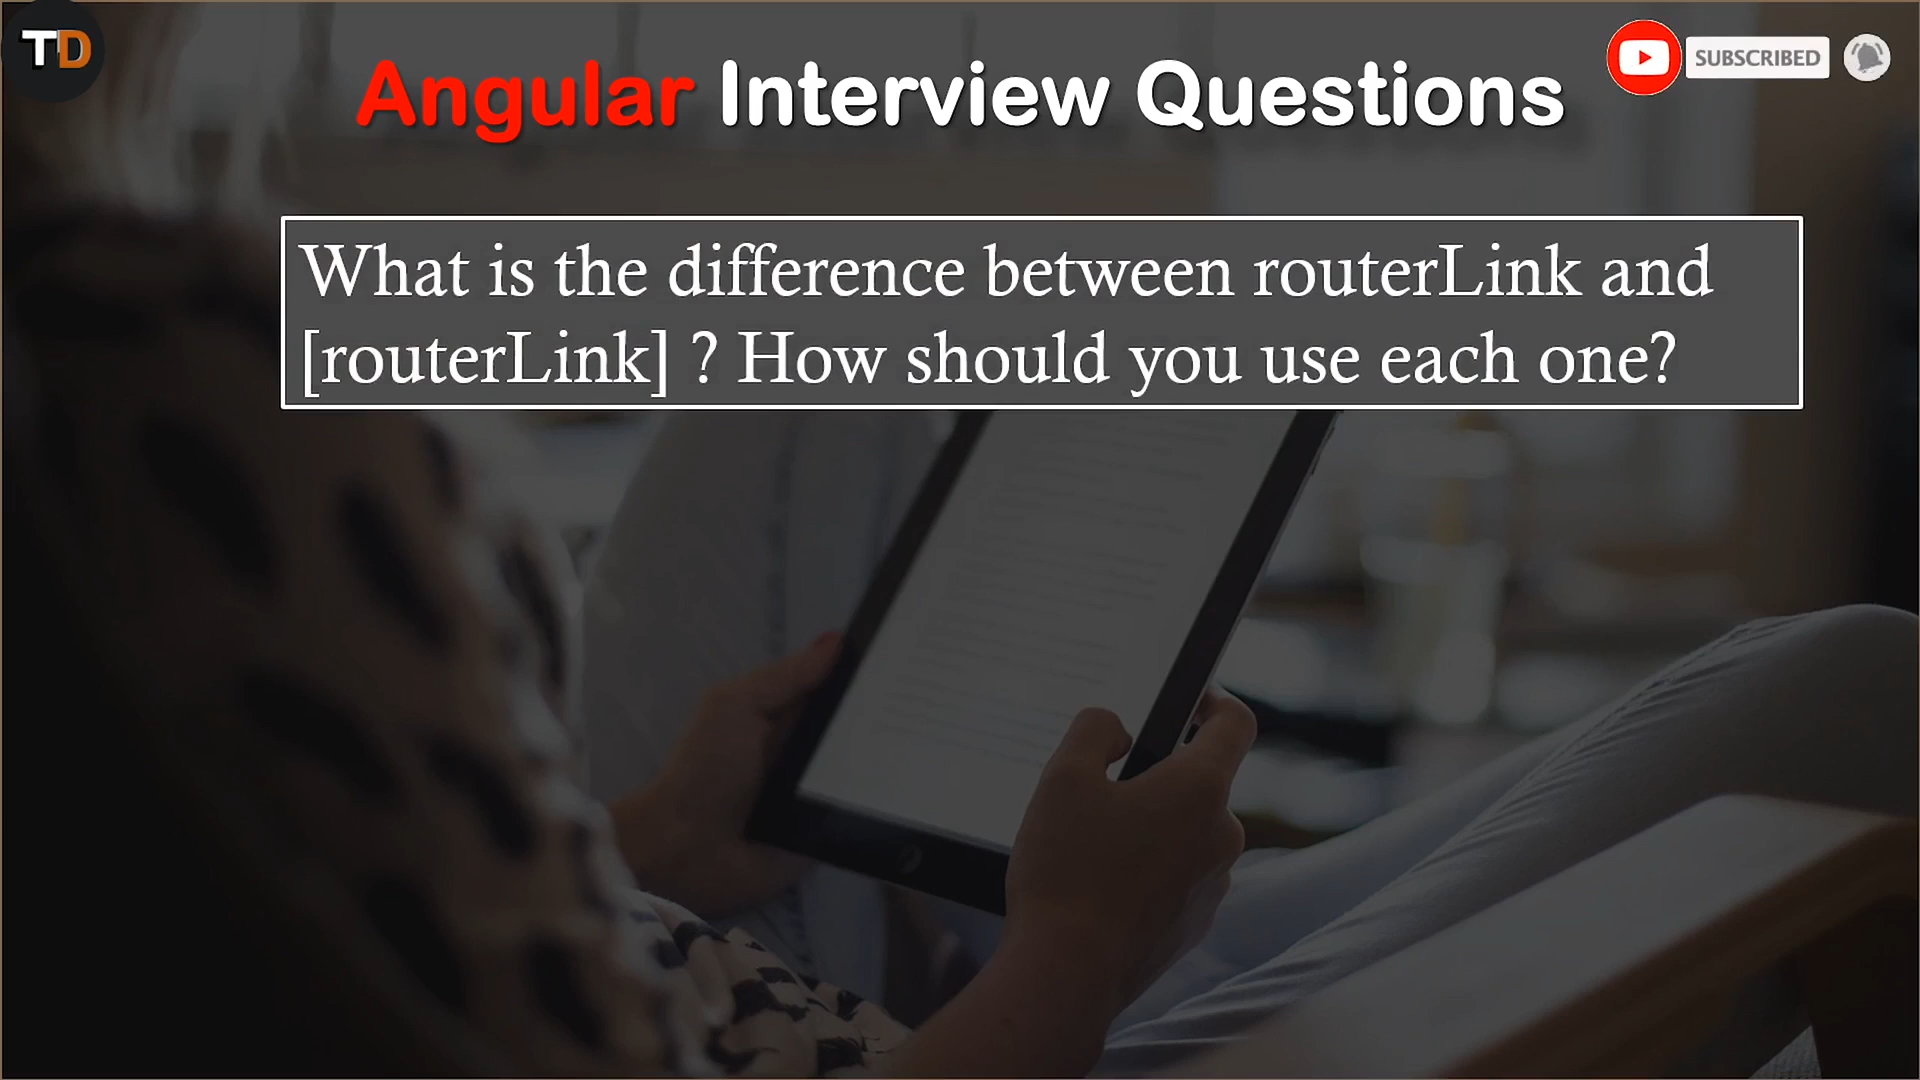 TD
Angular Interview Questions
SUBSCRIBED
What is the difference between routerLink and
[routerLink] ? How should you use each one?